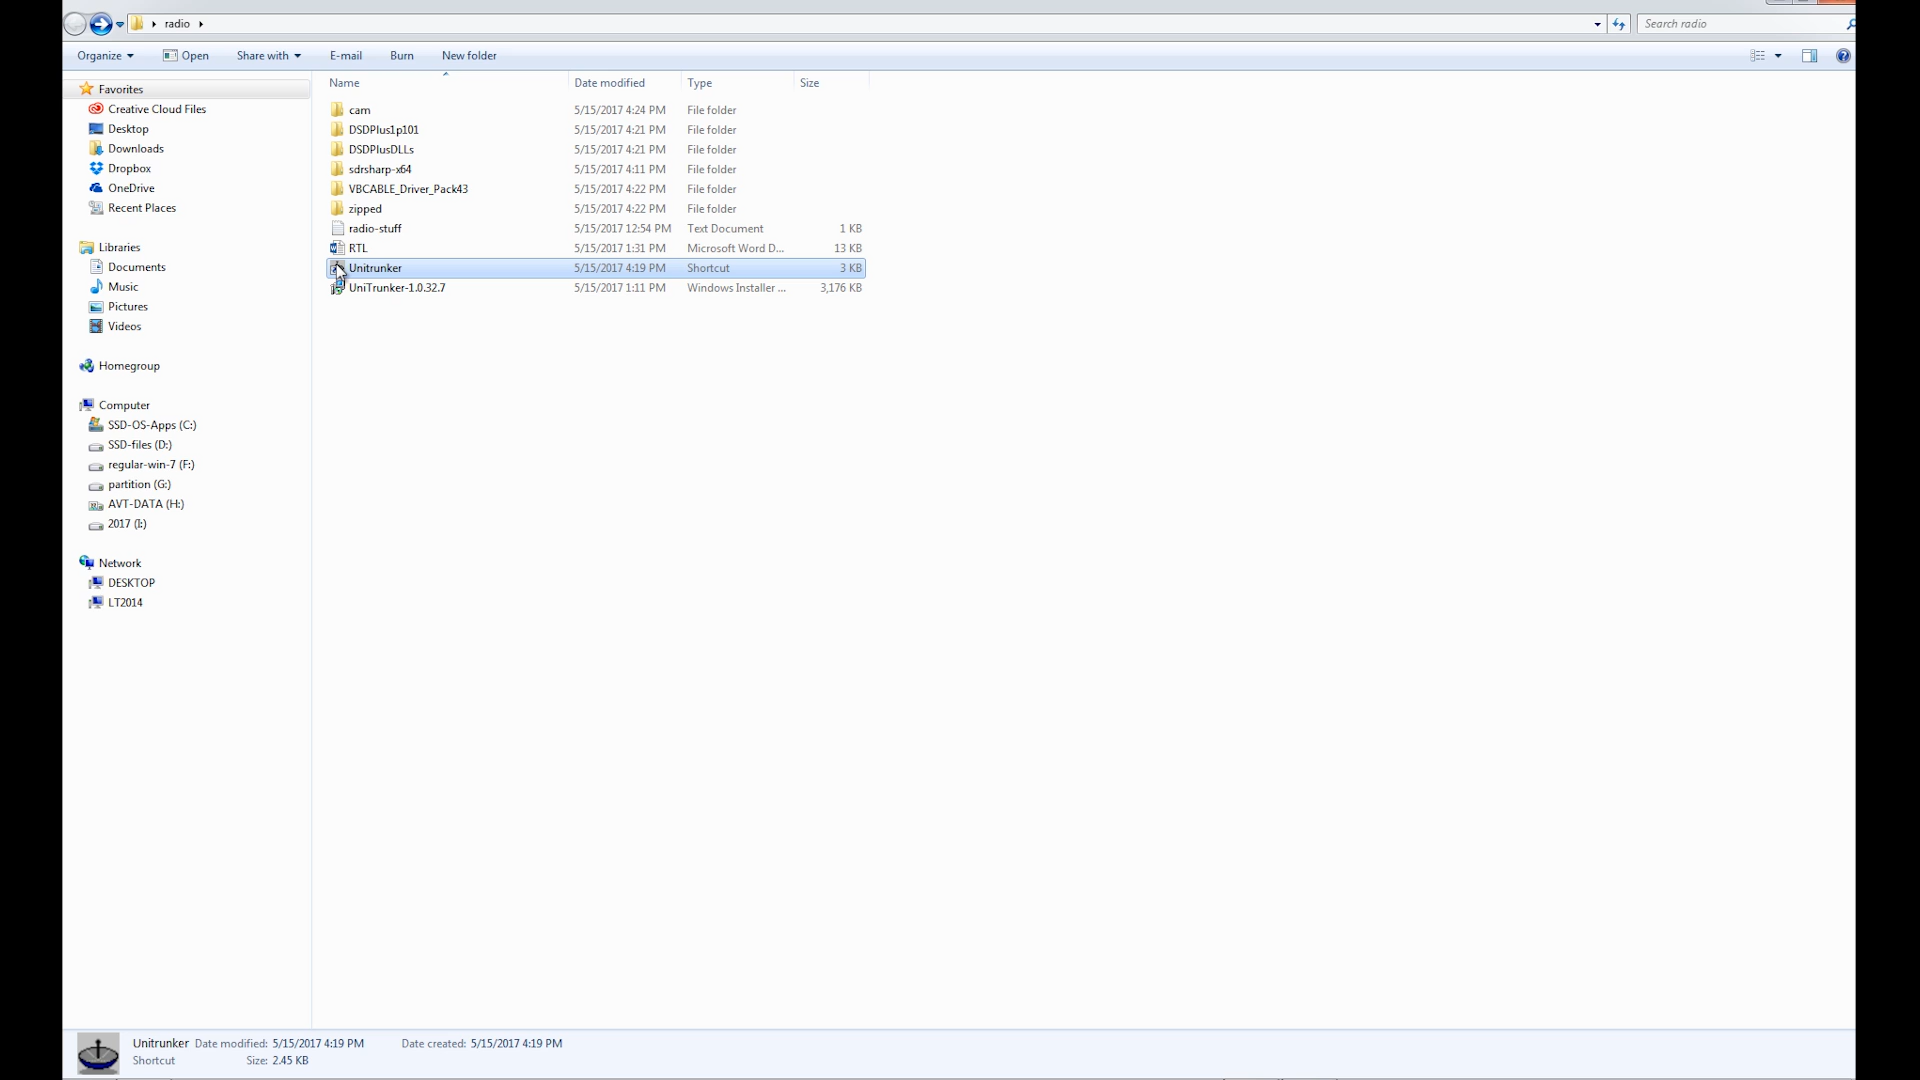 radio
Search radio
Organize Open Share with E-mail Burn New folder
Name Date modified Type Size
Favorites
Creative Cloud Files
Desktop
Downloads
Dropbox
OneDrive
Recent Places
Libraries
Documents
Music
Pictures
Videos
Homegroup
Computer
SSD-OS-Apps (C:)
SSD-files (D:)
regular-win-7 (F:)
partition (G:)
AVT-DATA (H:)
2017 (I:)
Network
DESKTOP
LT2014
cam 5/15/2017 4:24 PM File folder
DSDPlus1p101 5/15/2017 4:21 PM File folder
DSDPlusDLLs 5/15/2017 4:21 PM File folder
sdrsharp-x64 5/15/2017 4:11 PM File folder
VBCABLE_Driver_Pack43 5/15/2017 4:22 PM File folder
zipped 5/15/2017 4:22 PM File folder
radio-stuff 5/15/2017 12:54 PM Text Document 1 KB
RTL 5/15/2017 1:31 PM Microsoft Word D... 13 KB
Unitrunker 5/15/2017 4:19 PM Shortcut 3 KB
UniTrunker-1.0.32.7 5/15/2017 1:11 PM Windows Installer ... 3,176 KB
Unitrunker Date modified: 5/15/2017 4:19 PM Date created: 5/15/2017 4:19 PM
Shortcut Size: 2.45 KB